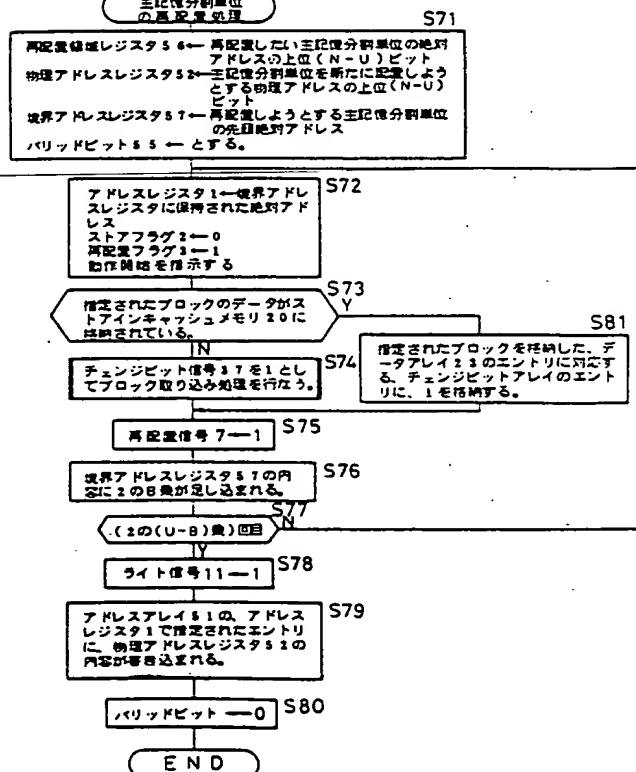 主記憶分割単位
の再配置処理
S71
再配置領域レジスタ56← 再配置したい主記憶分割単位の絶対
アドレスの上位(N-U)ビット
物理アドレスレジスタ52←主記憶分割単位を新たに配置しよう
とする物理アドレスの上位(N-U)
ビット
境界アドレスレジスタ57←再配置しようとする主記憶分割単位
の先頭絶対アドレス
バリッドビット55 ← とする。
S72
アドレスレジスタ1←境界アドレ
スレジスタに保持された絶対アド
レス
ストアフラグ2←0
再配置フラグ3←1
動作開始を指示する
S73
指定されたブロックのデータがス
トアインキャッシュメモリ20に
格納されている。
Y
N
S81
指定されたブロックを格納した、デ
ータアレイ23のエントリに対応す
る、チェンジビットアレイのエント
リに、1を格納する。
S74
チェンジビット信号37を1とし
てブロック取り込み処理を行なう。
S75
再配置信号7←1
S76
境界アドレスレジスタ57の内
容に2のB乗が足し込まれる。
S77
(2の(U-B)乗)回目
N
Y
S78
ライト信号11←1
S79
アドレスアレイ51の、アドレス
レジスタ1で指定されたエントリ
に、物理アドレスレジスタ52の
内容が書き込まれる。
S80
バリッドビット ←0
END